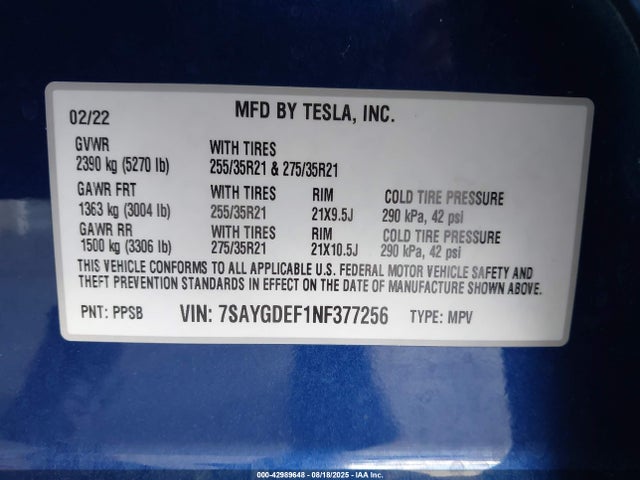 02/22 MFD BY TESLA, INC.
GVWR WITH TIRES
2390 kg (5270 lb) 255/35R21 & 275/35R21
GAWR FRT WITH TIRES RIM COLD TIRE PRESSURE
1363 kg (3004 lb) 255/35R21 21X9.5J 290 kPa, 42 psi
GAWR RR WITH TIRES RIM COLD TIRE PRESSURE
1500 kg (3306 lb) 275/35R21 21X10.5J 290 kPa, 42 psi
THIS VEHICLE CONFORMS TO ALL APPLICABLE U.S. FEDERAL MOTOR VEHICLE SAFETY AND
THEFT PREVENTION STANDARDS IN EFFECT ON THE DATE OF MANUFACTURE SHOWN ABOVE.
PNT: PPSB VIN: 7SAYGDEF1NF377256 TYPE: MPV
000-42989648 - 08/18/2025 - IAAI.COM